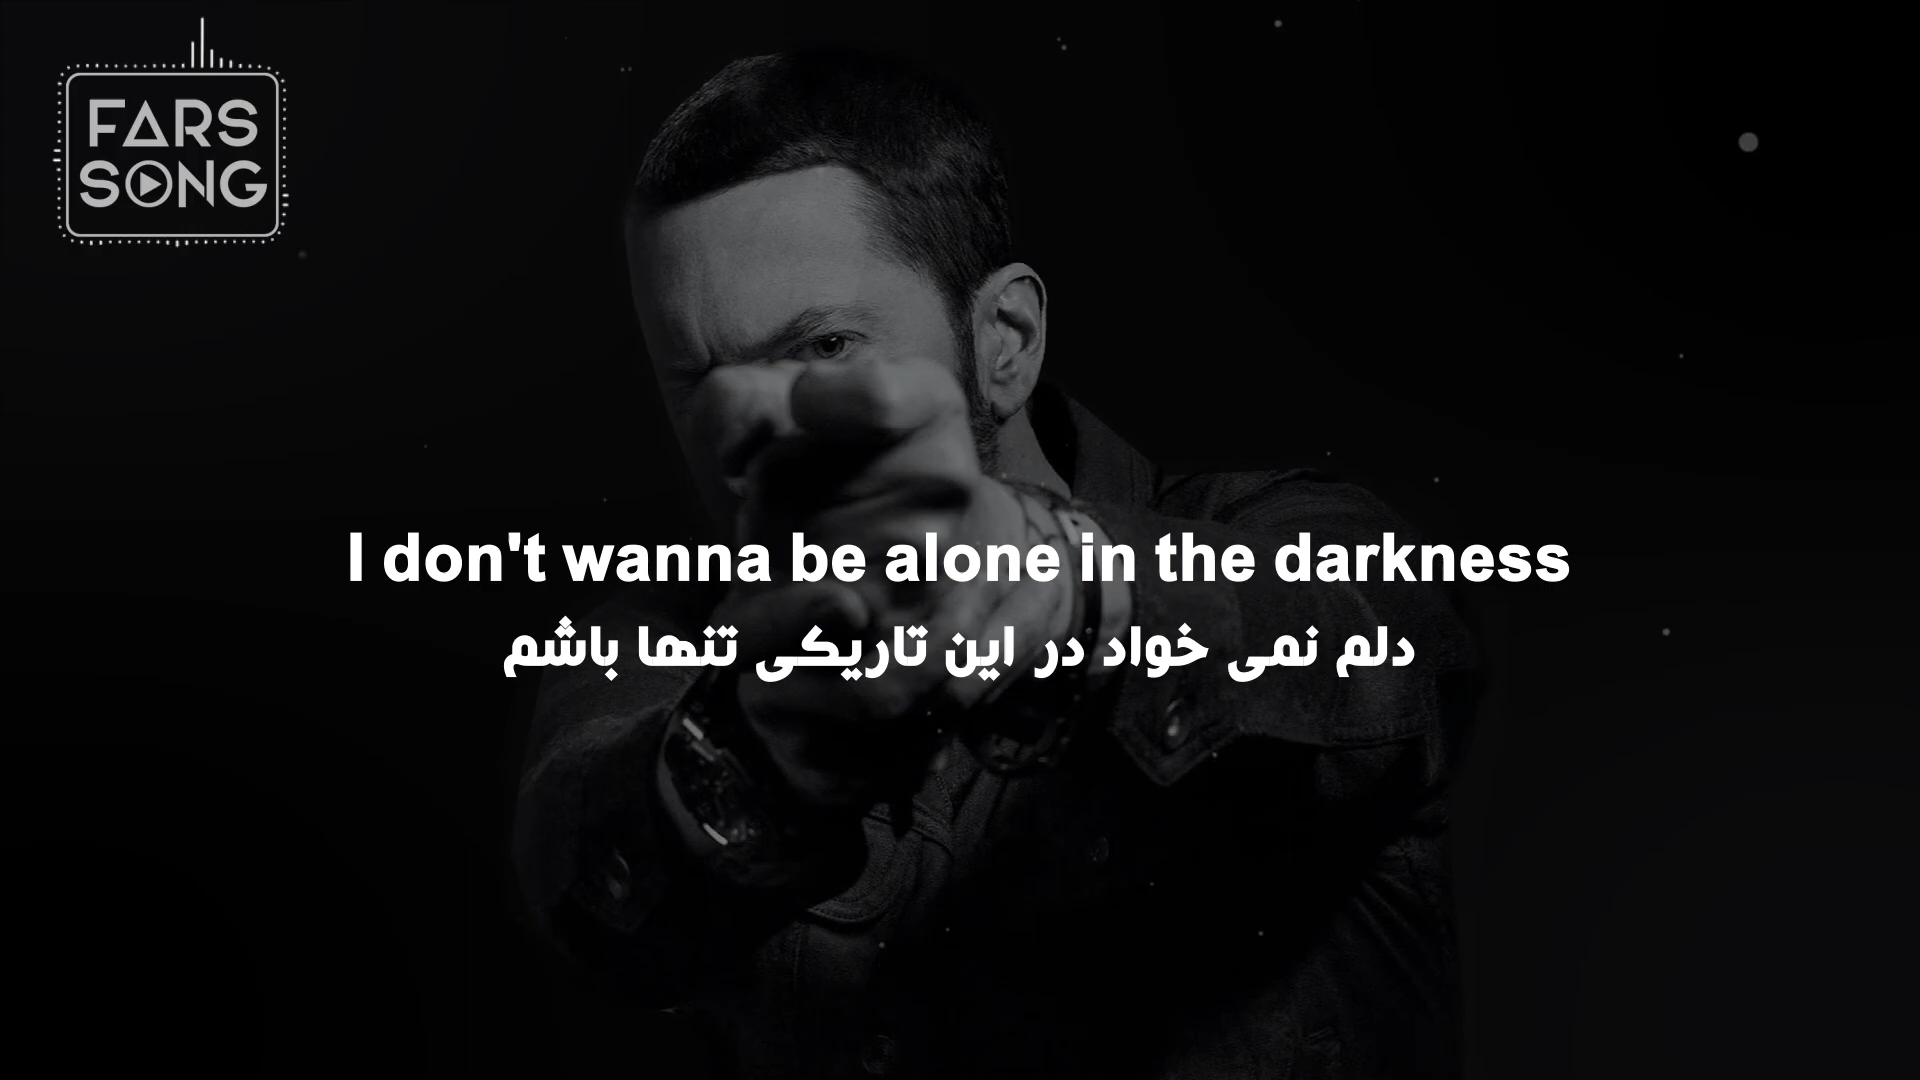 FARS
SONG
I don't wanna be alone in the darkness
دلم نمی خواد در این تاریکی تنها باشم